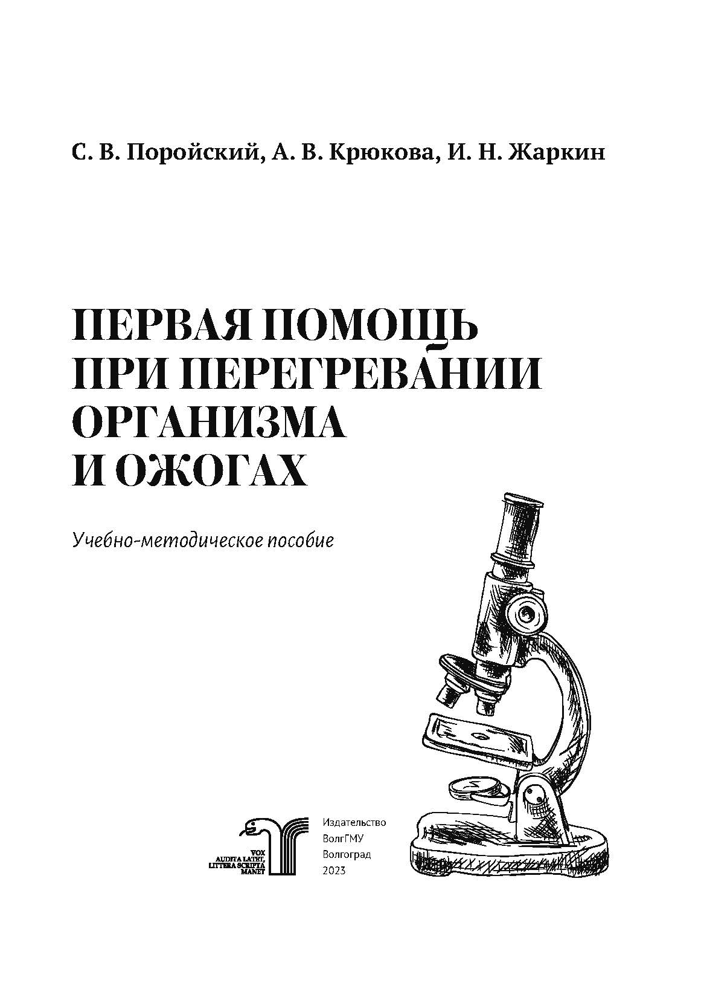 С. В. Поройский, А. В. Крюкова, И. Н. Жаркин
ПЕРВАЯ ПОМОЩЬ
ПРИ ПЕРЕГРЕВАНИИ
ОРГАНИЗМА
И ОЖОГАХ
Учебно-методическое пособие
VOX
AUDITA LATET,
LITTERA SCRIPTA
MANET
Издательство
ВолгГМУ
Волгоград
2023